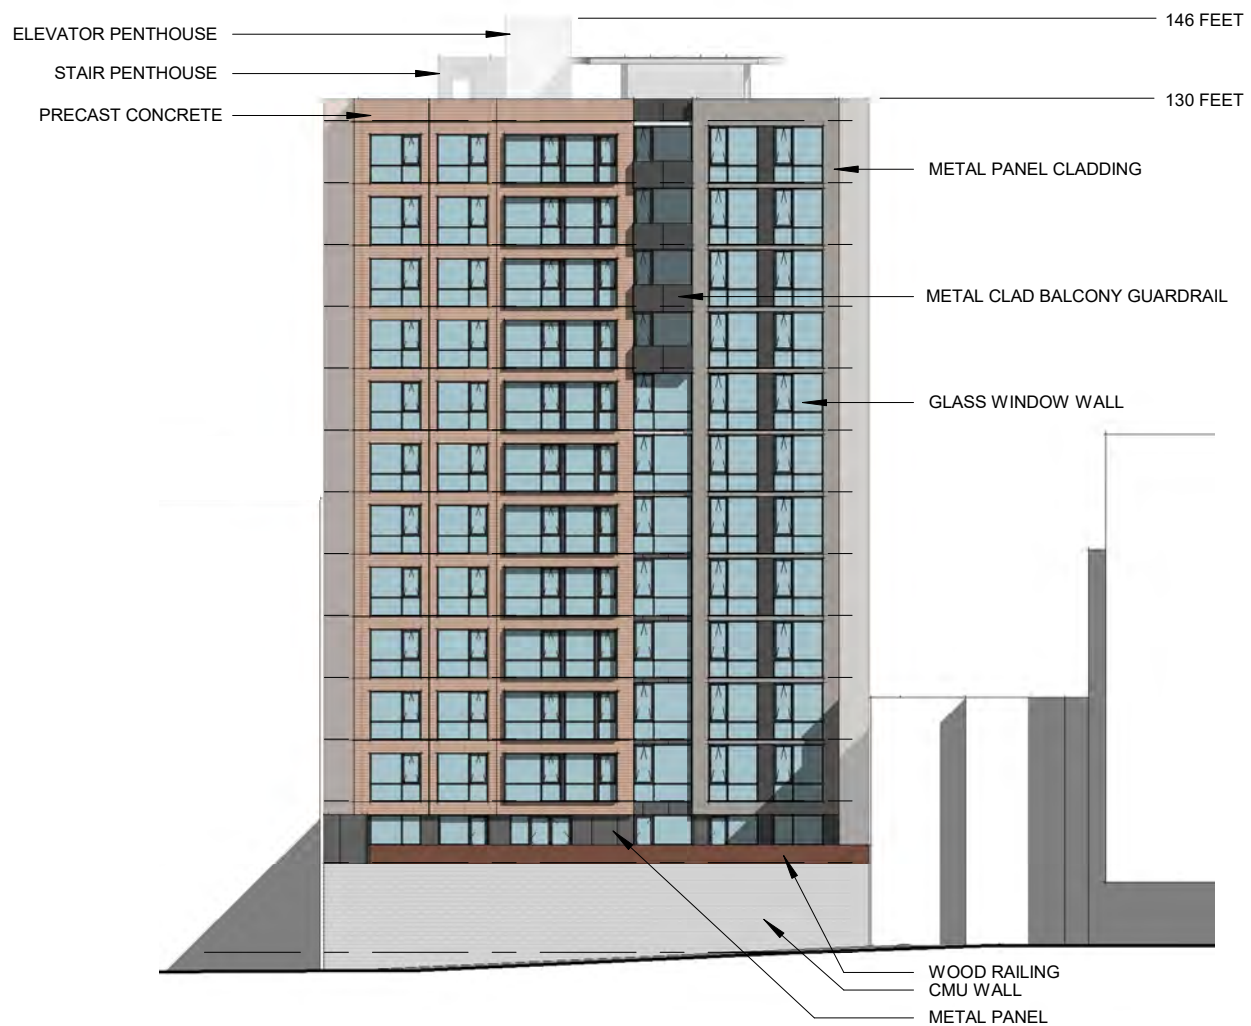 146 FEET
ELEVATOR PENTHOUSE
STAIR PENTHOUSE
130 FEET
PRECAST CONCRETE
METAL PANEL CLADDING
METAL CLAD BALCONY GUARDRAIL
GLASS WINDOW WALL
WOOD RAILING
CMU WALL
METAL PANEL